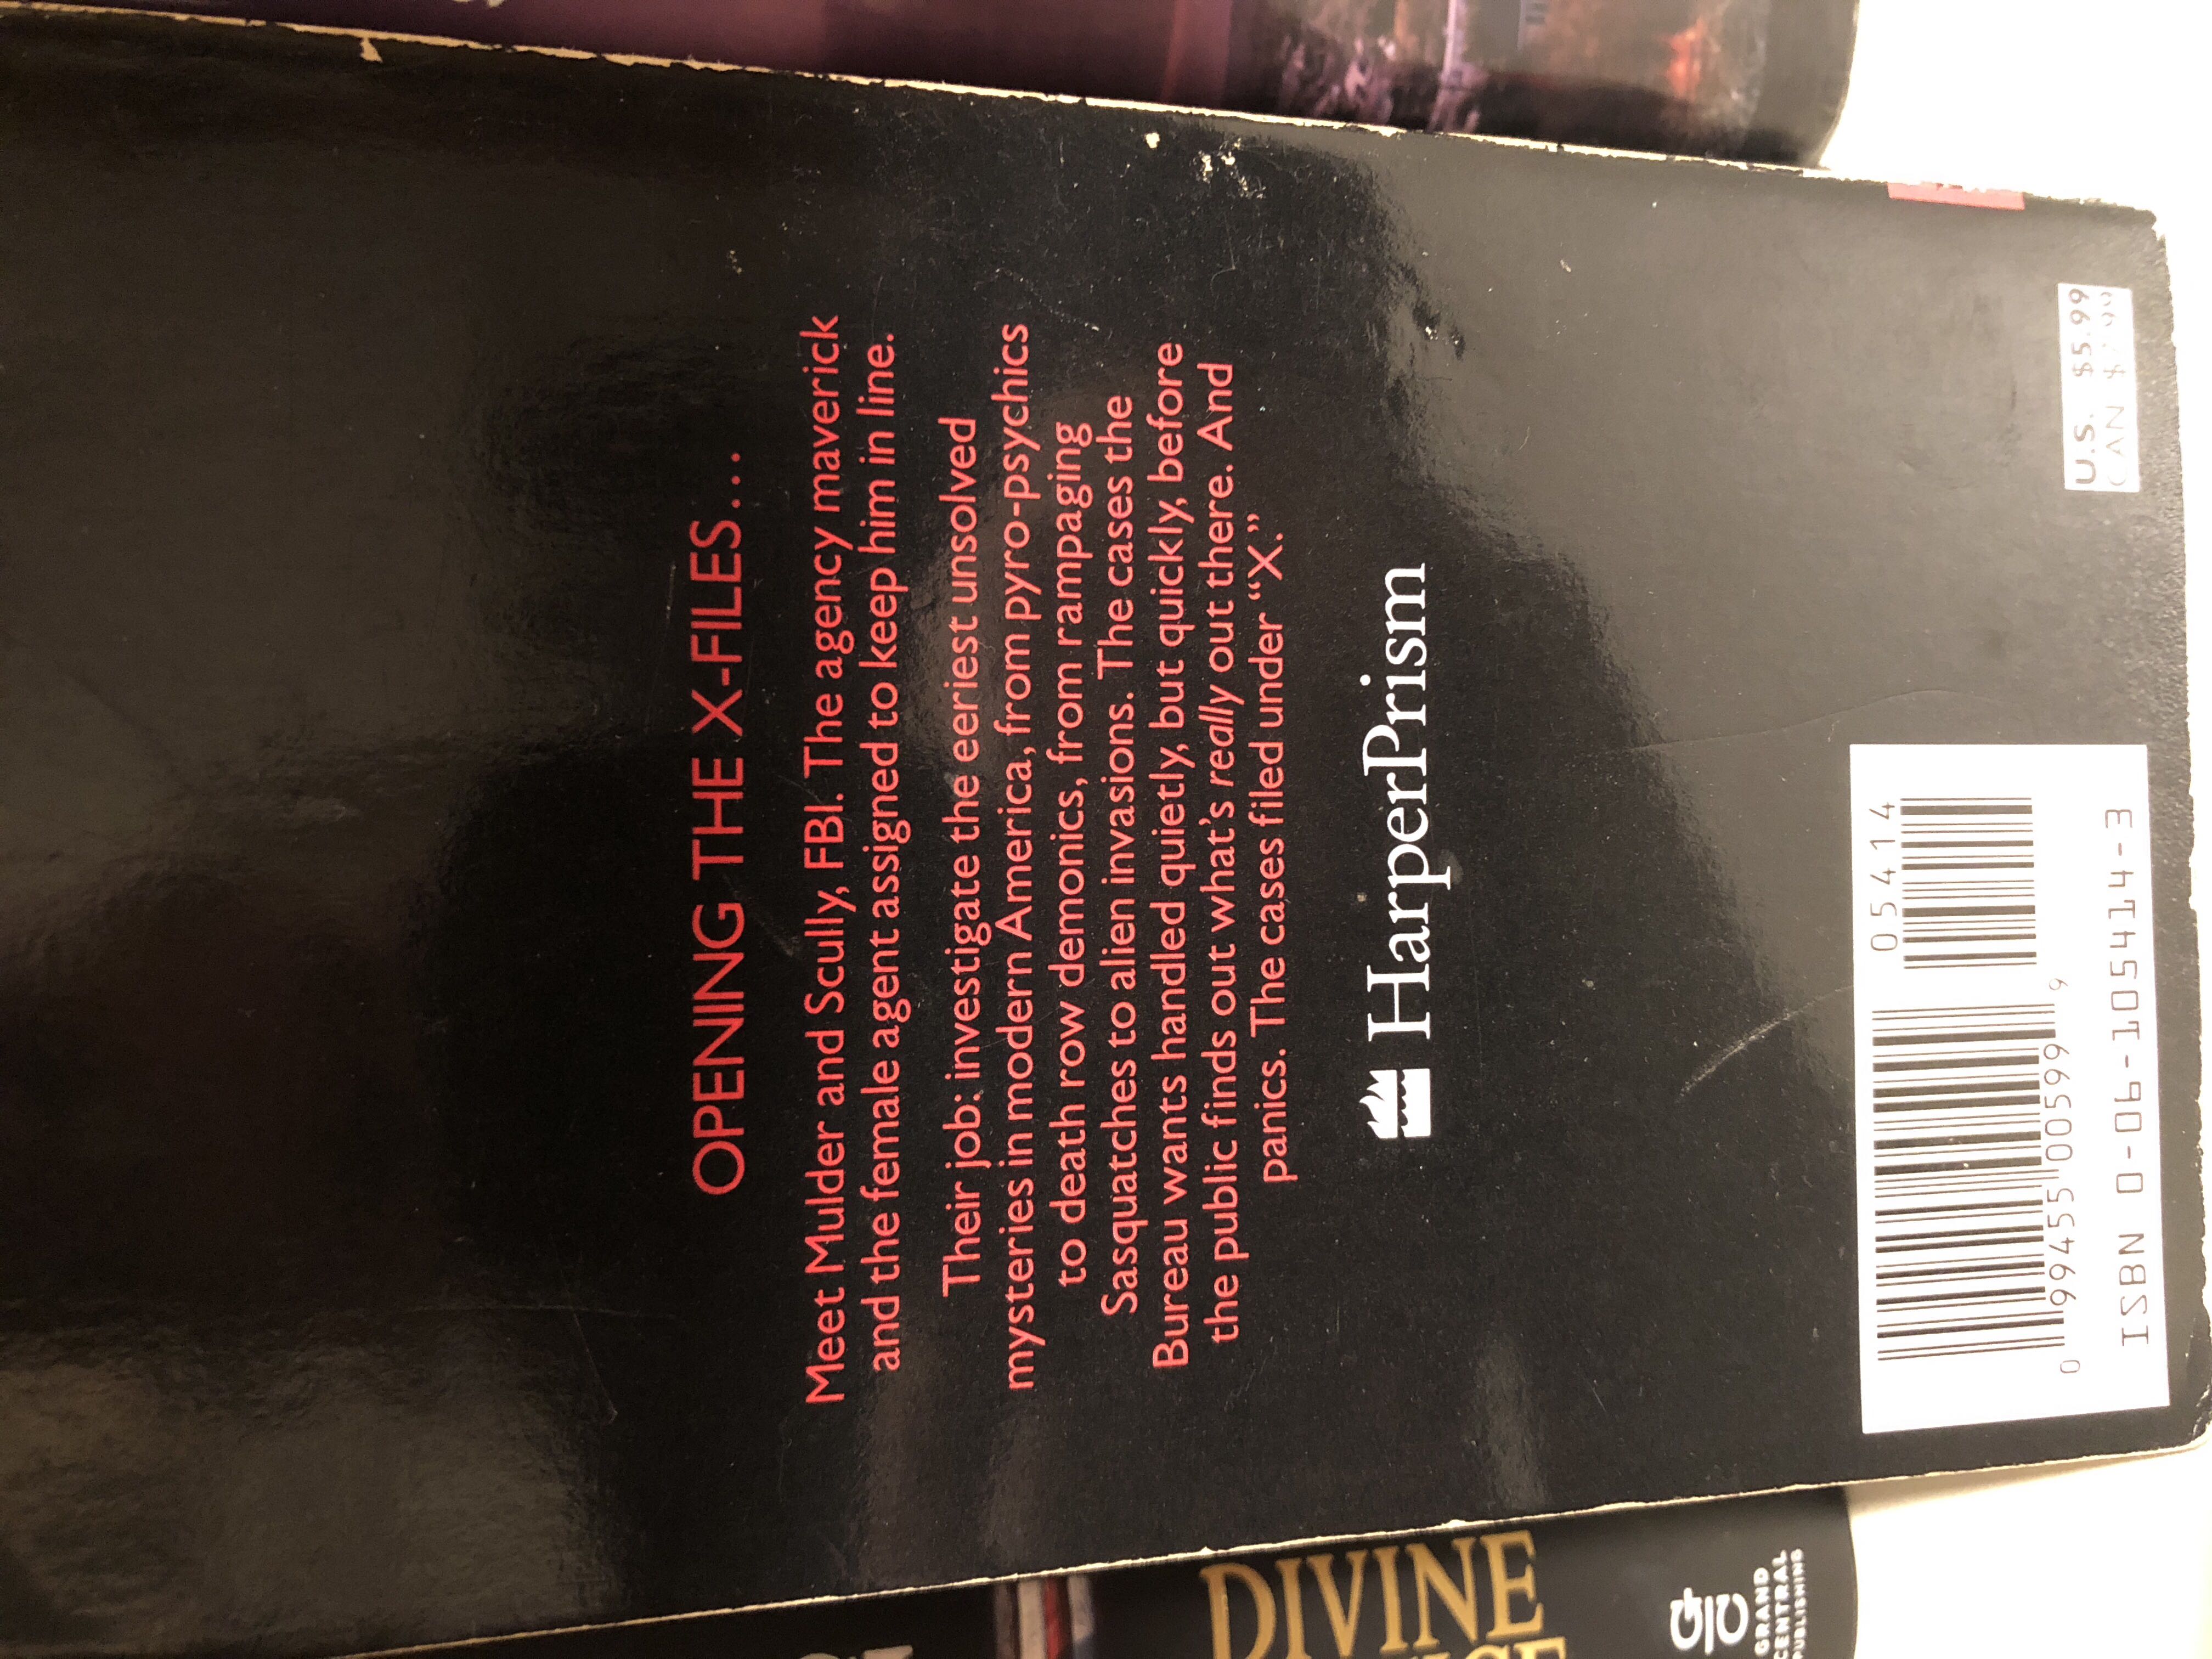 OPENING THE X-FILES...
Meet Mulder and Scully, FBI. The agency maverick
and the female agent assigned to keep him in line.
Their job: investigate the eeriest unsolved
mysteries in modern America, from pyro-psychics
to death row demonics, from rampaging
Sasquatches to alien invasions. The cases the
Bureau wants handled quietly, but quickly, before
the public finds out what's really out there. And
panics. The cases filed under “X.”
HarperPrism
U.S. $5.99
CAN
05414
0 99455 00599 9
ISBN 0-06-105414-3
DIVINE
GRAND
CENTRAL
PUBLISHING